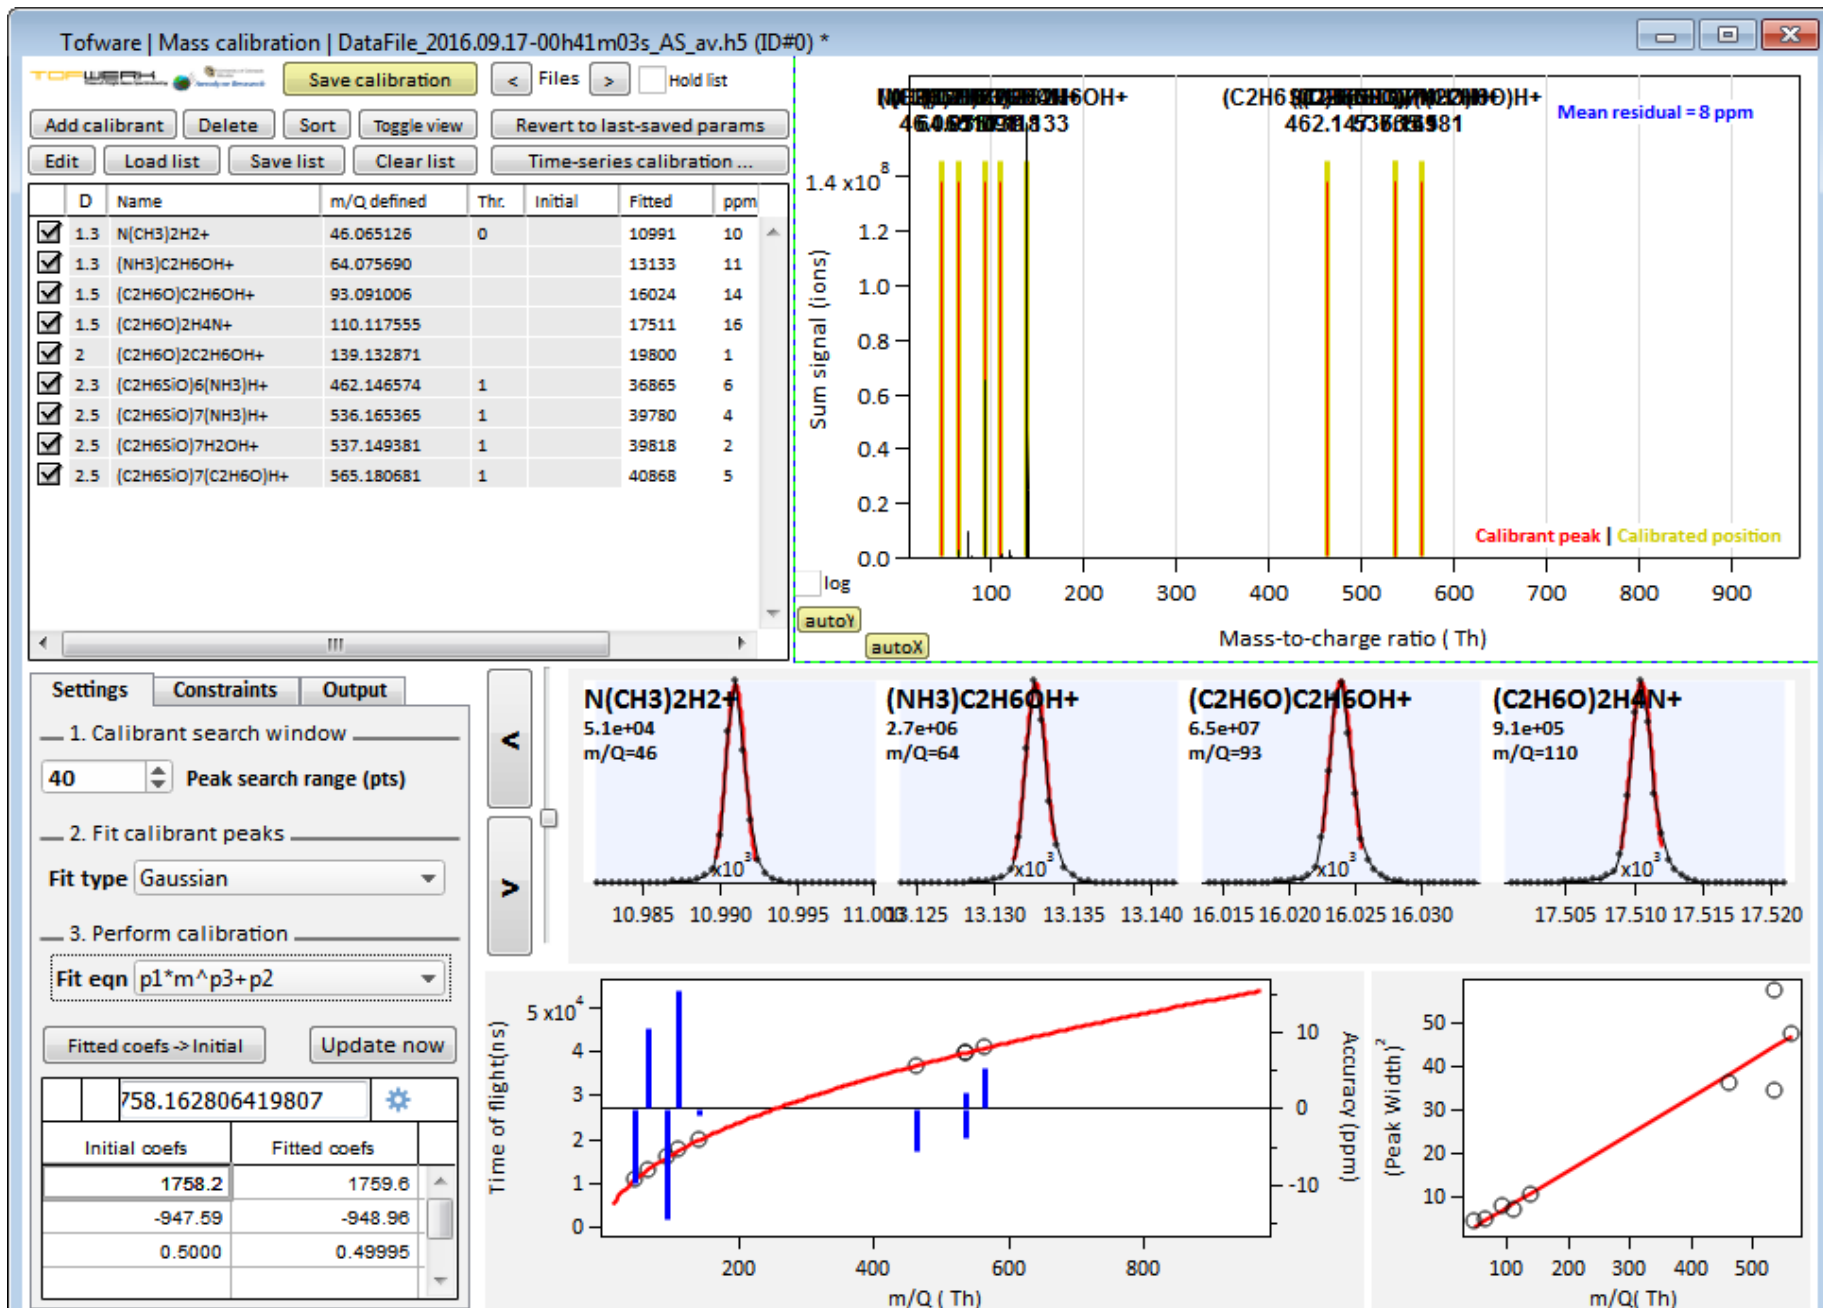 Tofware | Mass calibration | DataFile_2016.09.17-00h41m03s_AS_av.h5 (ID#0) *
TOFWERK
Save calibration
< Files >
Hold list
Add calibrant
Delete
Sort
Toggle view
Revert to last-saved params
Edit
Load list
Save list
Clear list
Time-series calibration ...
D Name m/Q defined Thr. Initial Fitted ppm
1.3 N(CH3)2H2+ 46.065126 0 10991 10
1.3 (NH3)C2H6OH+ 64.075690 13133 11
1.5 (C2H6O)C2H6OH+ 93.091006 16024 14
1.5 (C2H6O)2H4N+ 110.117555 17511 16
2 (C2H6O)2C2H6OH+ 139.132871 19800 1
2.3 (C2H6SiO)6(NH3)H+ 462.146574 1 36865 6
2.5 (C2H6SiO)7(NH3)H+ 536.165365 1 39780 4
2.5 (C2H6SiO)7H2OH+ 537.149381 1 39818 2
2.5 (C2H6SiO)7(C2H6O)H+ 565.180681 1 40868 5
Mean residual = 8 ppm
1.4 x10^8
1.2
1.0
0.8
0.6
0.4
0.2
0.0
Sum signal (ions)
Calibrant peak | Calibrated position
log
100 200 300 400 500 600 700 800 900
autoY
autoX
Mass-to-charge ratio ( Th)
Settings
Constraints
Output
1. Calibrant search window
40
Peak search range (pts)
2. Fit calibrant peaks
Fit type Gaussian
3. Perform calibration
Fit eqn p1*m^p3+p2
Fitted coefs -> Initial
Update now
758.162806419807
Initial coefs Fitted coefs
1758.2 1759.6
-947.59 -948.96
0.5000 0.49995
<
>
N(CH3)2H2+
5.1e+04
m/Q=46
x10^3
10.985 10.990 10.995 11.000
(NH3)C2H6OH+
2.7e+06
m/Q=64
x10^3
13.125 13.130 13.135 13.140
(C2H6O)C2H6OH+
6.5e+07
m/Q=93
x10^3
16.015 16.020 16.025 16.030
(C2H6O)2H4N+
9.1e+05
m/Q=110
x10^3
17.505 17.510 17.515 17.520
Time of flight(ns)
5 x10^4
4
3
2
1
0
10
0
-10
Accuracy (ppm)
200 400 600 800
m/Q ( Th)
(Peak Width)^2
50
40
30
20
10
100 200 300 400 500
m/Q( Th)